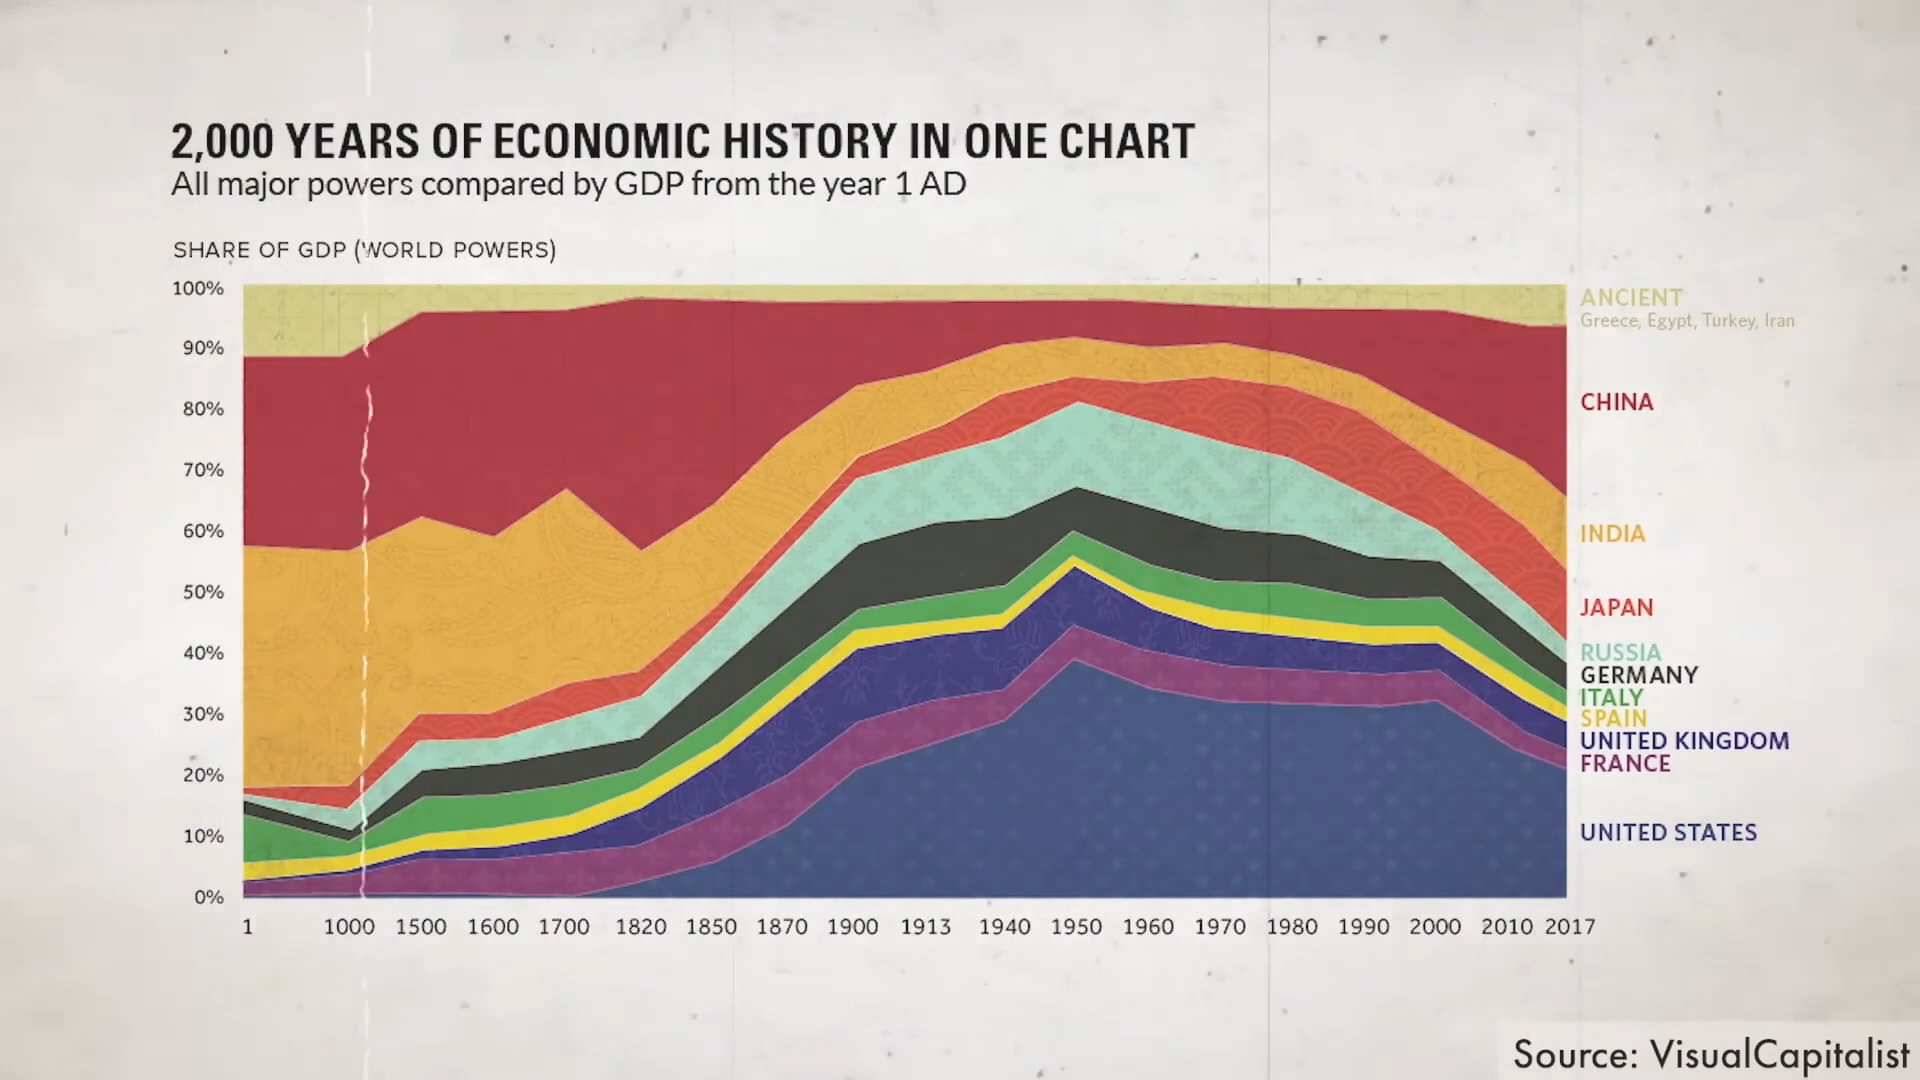 2,000 YEARS OF ECONOMIC HISTORY IN ONE CHART
All major powers compared by GDP from the year 1 AD
SHARE OF GDP (WORLD POWERS)
100%
90%
80%
70%
60%
50%
40%
30%
20%
10%
0%
1 1000 1500 1600 1700 1820 1850 1870 1900 1913 1940 1950 1960 1970 1980 1990 2000 2010 2017
ANCIENT
Greece, Egypt, Turkey, Iran
CHINA
INDIA
JAPAN
RUSSIA
GERMANY
ITALY
SPAIN
UNITED KINGDOM
FRANCE
UNITED STATES
Source: VisualCapitalist